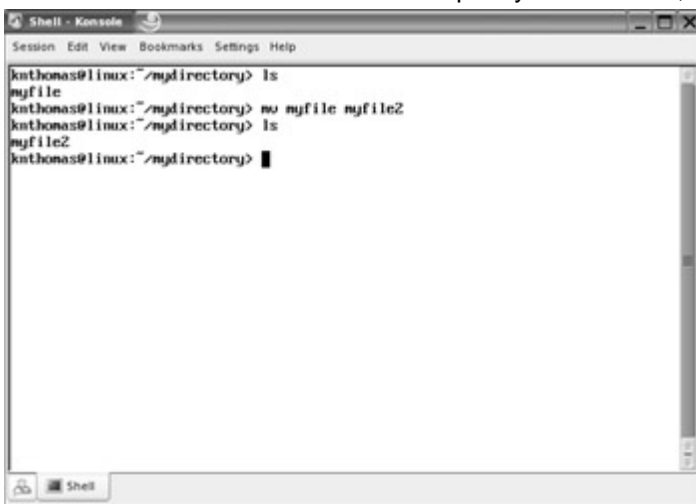 Shell - Konsole
Session Edit View Bookmarks Settings Help
knthomas@linux:~/mydirectory> ls
myfile
knthomas@linux:~/mydirectory> mv myfile myfile2
knthomas@linux:~/mydirectory> ls
myfile2
knthomas@linux:~/mydirectory>
Shell